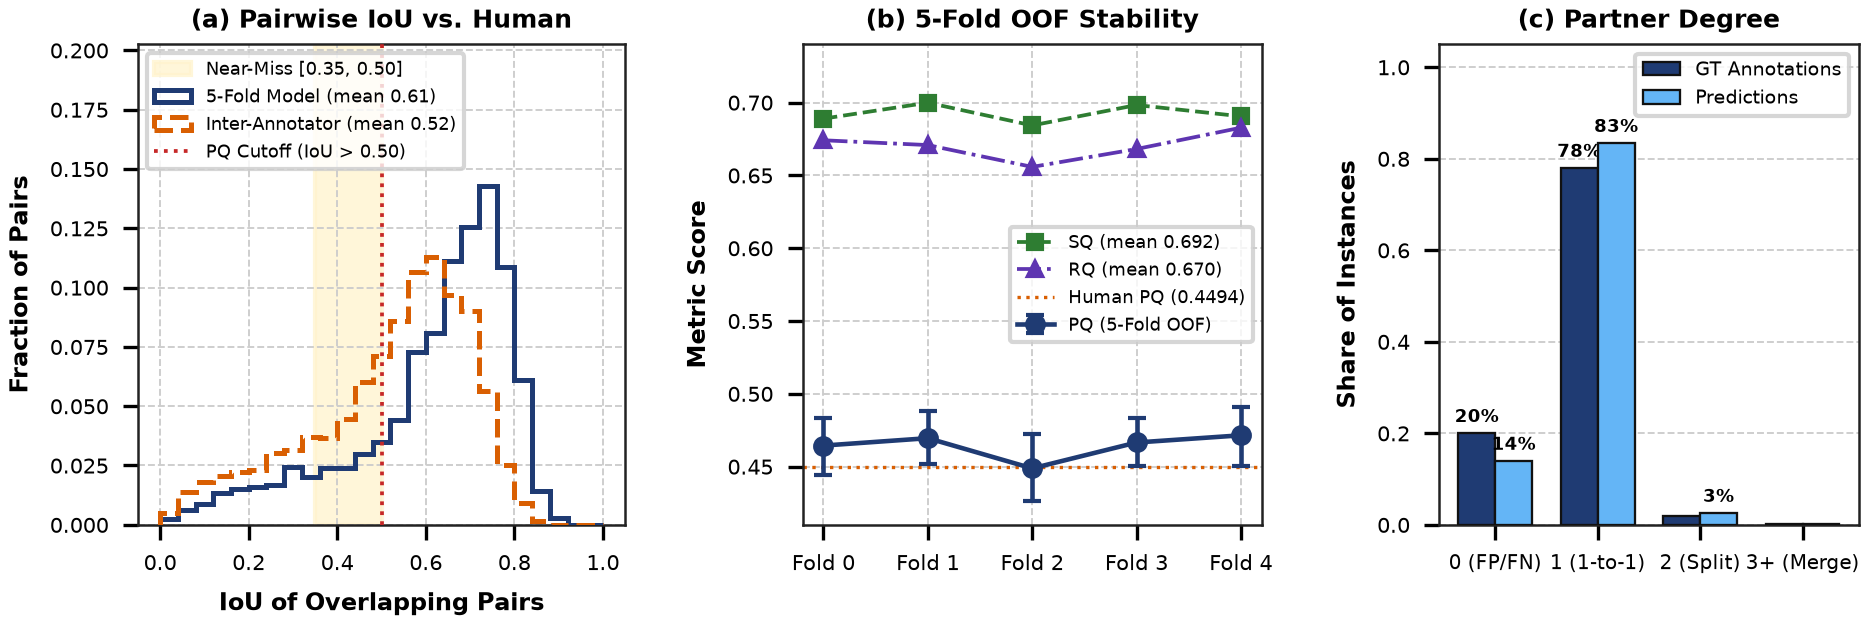 (a) Pairwise IoU vs. Human
Fraction of Pairs
0.200
0.175
0.150
0.125
0.100
0.075
0.050
0.025
0.000
Near-Miss [0.35, 0.50]
5-Fold Model (mean 0.61)
Inter-Annotator (mean 0.52)
PQ Cutoff (IoU > 0.50)
0.0 0.2 0.4 0.6 0.8 1.0
IoU of Overlapping Pairs
(b) 5-Fold OOF Stability
Metric Score
0.70
0.65
0.60
0.55
0.50
0.45
SQ (mean 0.692)
RQ (mean 0.670)
Human PQ (0.4494)
PQ (5-Fold OOF)
Fold 0 Fold 1 Fold 2 Fold 3 Fold 4
(c) Partner Degree
Share of Instances
1.0
0.8
0.6
0.4
0.2
0.0
GT Annotations
Predictions
20%
14%
78%
83%
3%
0 (FP/FN) 1 (1-to-1) 2 (Split) 3+ (Merge)